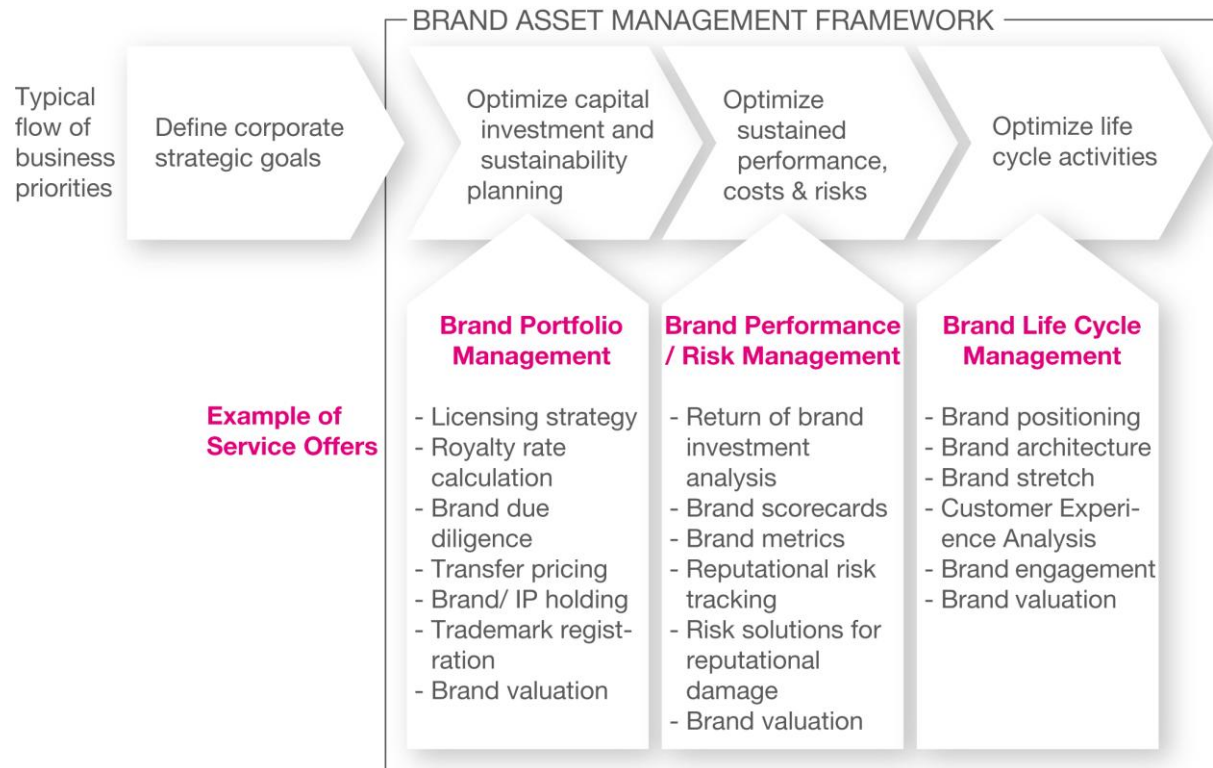 BRAND ASSET MANAGEMENT FRAMEWORK
Typical
flow of
business
priorities
Define corporate
strategic goals
Optimize capital
investment and
sustainability
planning
Optimize
sustained
performance,
costs & risks
Optimize life
cycle activities
Example of
Service Offers
Brand Portfolio
Management
- Licensing strategy
- Royalty rate
calculation
- Brand due
diligence
- Transfer pricing
- Brand/ IP holding
- Trademark regist-
ration
- Brand valuation
Brand Performance
/ Risk Management
- Return of brand
investment
analysis
- Brand scorecards
- Brand metrics
- Reputational risk
tracking
- Risk solutions for
reputational
damage
- Brand valuation
Brand Life Cycle
Management
- Brand positioning
- Brand architecture
- Brand stretch
- Customer Experi-
ence Analysis
- Brand engagement
- Brand valuation